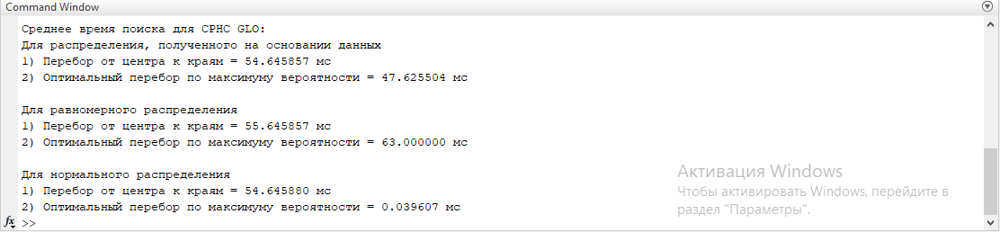 Command Window
Среднее время поиска для СРНС GLO:
Для распределения, полученного на основании данных
1) Перебор от центра к краям = 54.645857 мс
2) Оптимальный перебор по максимуму вероятности = 47.625504 мс
Для равномерного распределения
1) Перебор от центра к краям = 55.645857 мс
2) Оптимальный перебор по максимуму вероятности = 63.000000 мс
Для нормального распределения
1) Перебор от центра к краям = 54.645880 мс
2) Оптимальный перебор по максимуму вероятности = 0.039607 мс
fx >>
Активация Windows
Чтобы активировать Windows, перейдите в
раздел "Параметры".